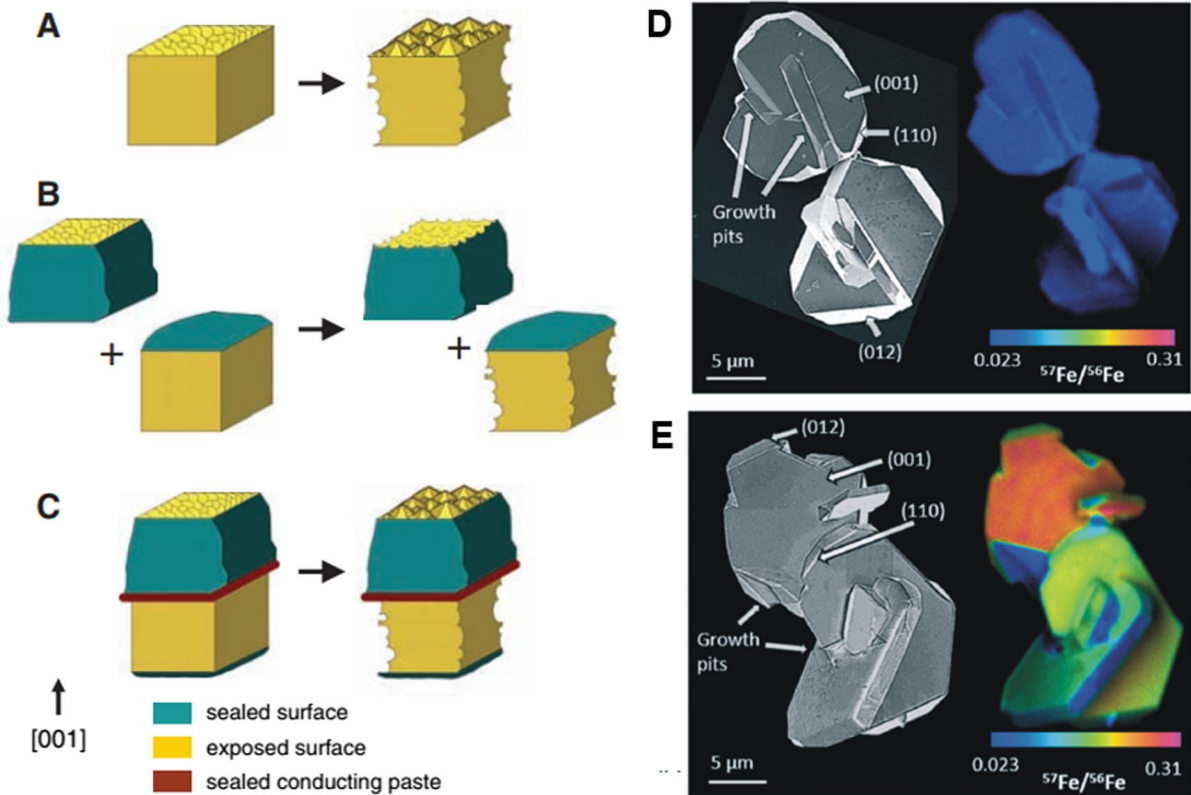 A
B
+
+
C
[001]
sealed surface
exposed surface
sealed conducting paste
D
(001)
(110)
Growth
pits
(012)
5 µm
0.023
0.31
⁵⁷Fe/⁵⁶Fe
E
(012)
(001)
(110)
Growth
pits
5 µm
0.023
0.31
⁵⁷Fe/⁵⁶Fe